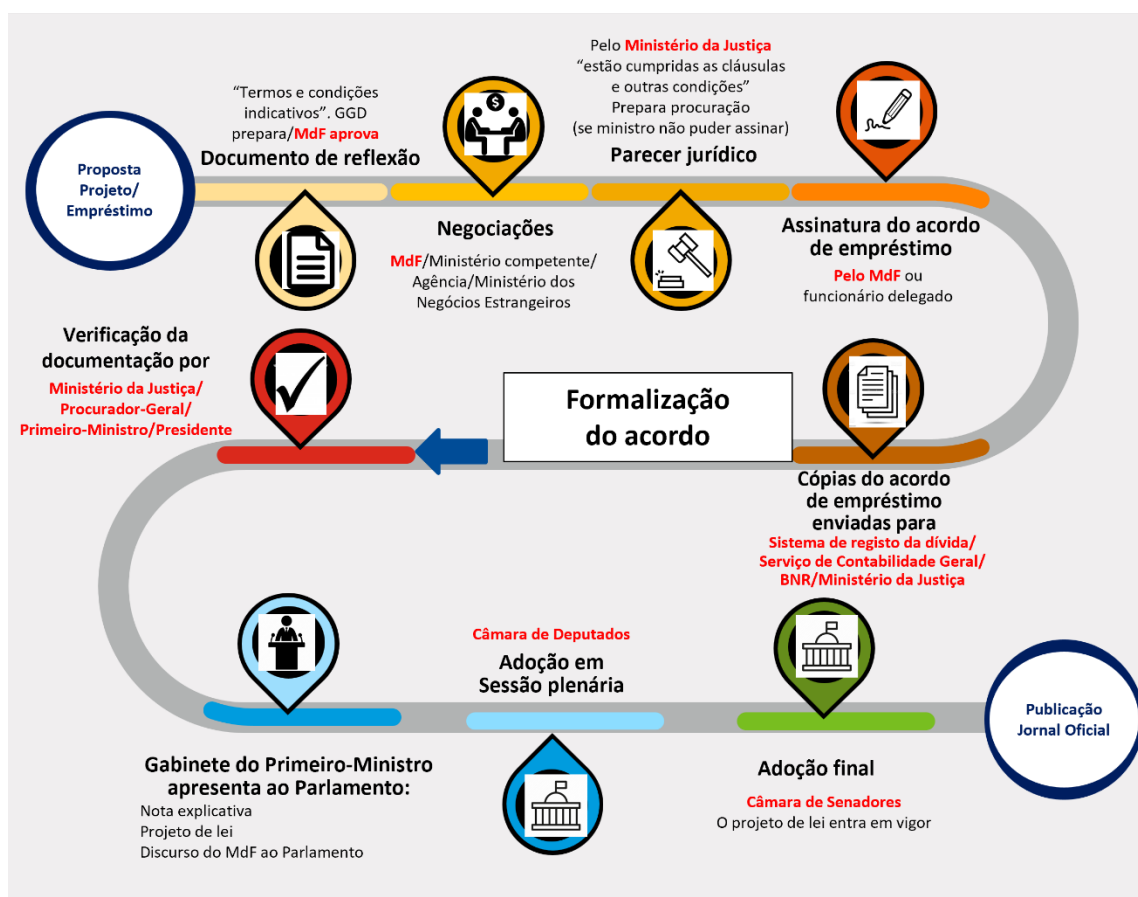 Proposta
Projeto/
Empréstimo
“Termos e condições
indicativos”. GGD
prepara/MdF aprova
Documento de reflexão
Negociações
MdF/Ministério competente/
Agência/Ministério dos
Negócios Estrangeiros
Pelo Ministério da Justiça
“estão cumpridas as cláusulas
e outras condições”
Prepara procuração
(se ministro não puder assinar)
Parecer jurídico
Assinatura do acordo
de empréstimo
Pelo MdF ou
funcionário delegado
Cópias do acordo
de empréstimo
enviadas para
Sistema de registo da dívida/
Serviço de Contabilidade Geral/
BNR/Ministério da Justiça
Formalização
do acordo
Verificação da
documentação por
Ministério da Justiça/
Procurador-Geral/
Primeiro-Ministro/Presidente
Gabinete do Primeiro-Ministro
apresenta ao Parlamento:
Nota explicativa
Projeto de lei
Discurso do MdF ao Parlamento
Câmara de Deputados
Adoção em
Sessão plenária
Adoção final
Câmara de Senadores
O projeto de lei entra em vigor
Publicação
Jornal Oficial